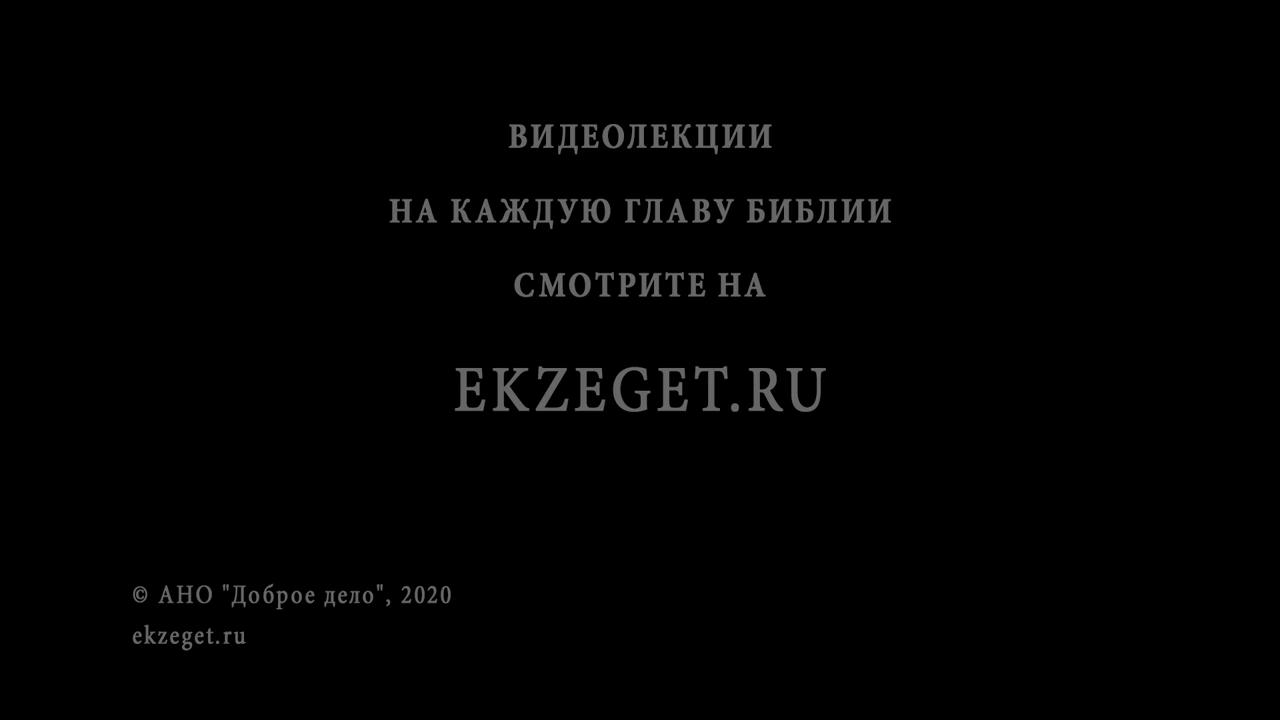 ВИДЕОЛЕКЦИИ
НА КАЖДУЮ ГЛАВУ БИБЛИИ
СМОТРИТЕ НА
EKZEGET.RU
© АНО "Доброе дело", 2020
ekzeget.ru